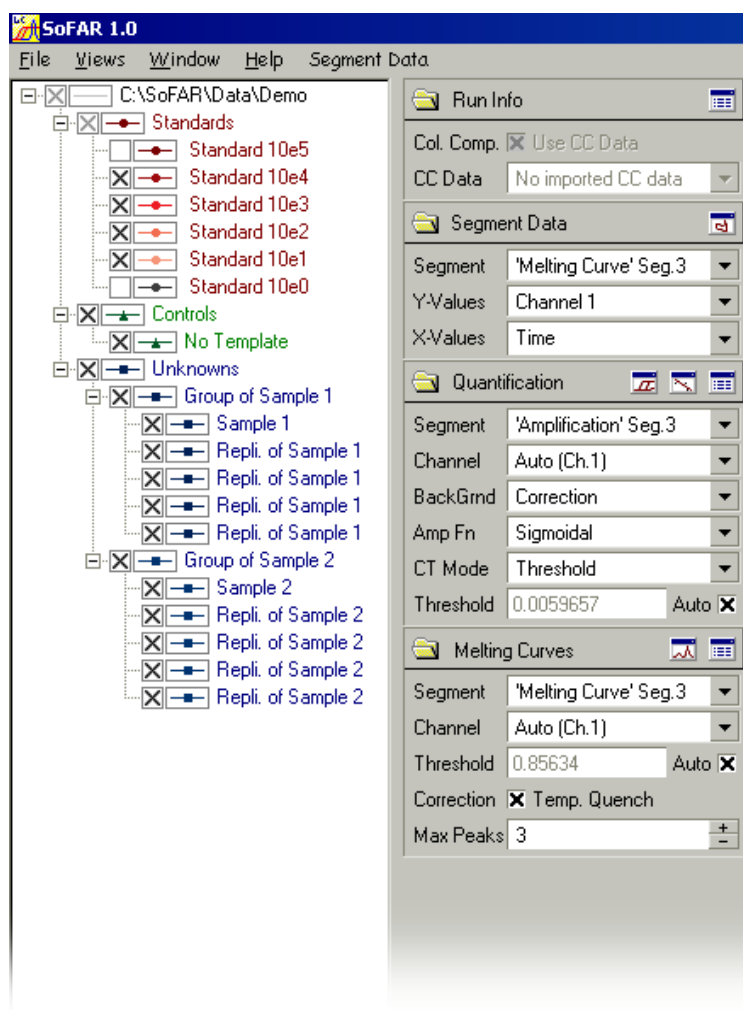 SoFAR 1.0
File Views Window Help Segment Data
C:\SoFAR\Data\Demo
Standards
Standard 10e5
Standard 10e4
Standard 10e3
Standard 10e2
Standard 10e1
Standard 10e0
Controls
No Template
Unknowns
Group of Sample 1
Sample 1
Repli. of Sample 1
Repli. of Sample 1
Repli. of Sample 1
Repli. of Sample 1
Group of Sample 2
Sample 2
Repli. of Sample 2
Repli. of Sample 2
Repli. of Sample 2
Repli. of Sample 2
Run Info
Col. Comp. Use CC Data
CC Data No imported CC data
Segment Data
Segment 'Melting Curve' Seg.3
Y-Values Channel 1
X-Values Time
Quantification
Segment 'Amplification' Seg.3
Channel Auto (Ch.1)
BackGrnd Correction
Amp Fn Sigmoidal
CT Mode Threshold
Threshold 0.0059657 Auto
Melting Curves
Segment 'Melting Curve' Seg.3
Channel Auto (Ch.1)
Threshold 0.85634 Auto
Correction Temp. Quench
Max Peaks 3